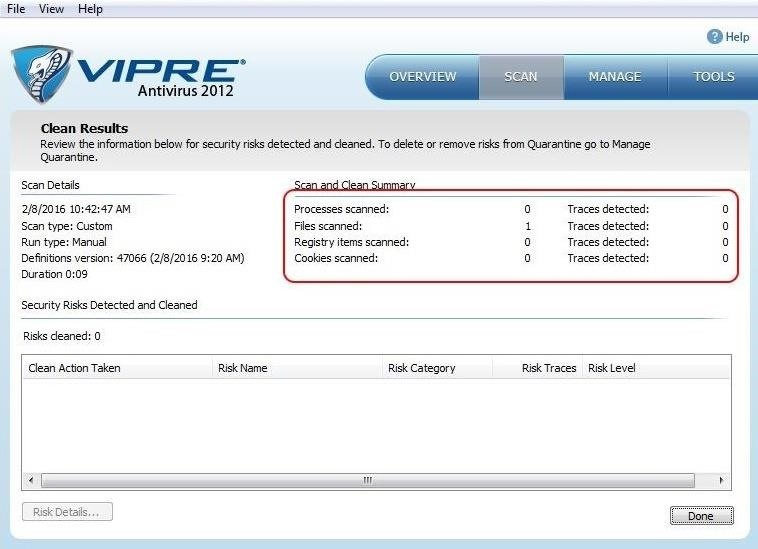 File View Help
Help
VIPRE®
Antivirus 2012
OVERVIEW SCAN MANAGE TOOLS
Clean Results
Review the information below for security risks detected and cleaned. To delete or remove risks from Quarantine go to Manage
Quarantine.
Scan Details
2/8/2016 10:42:47 AM
Scan type: Custom
Run type: Manual
Definitions version: 47066 (2/8/2016 9:20 AM)
Duration 0:09
Scan and Clean Summary
Processes scanned: 0 Traces detected: 0
Files scanned: 1 Traces detected: 0
Registry items scanned: 0 Traces detected: 0
Cookies scanned: 0 Traces detected: 0
Security Risks Detected and Cleaned
Risks cleaned: 0
Clean Action Taken Risk Name Risk Category Risk Traces Risk Level
Risk Details...
Done